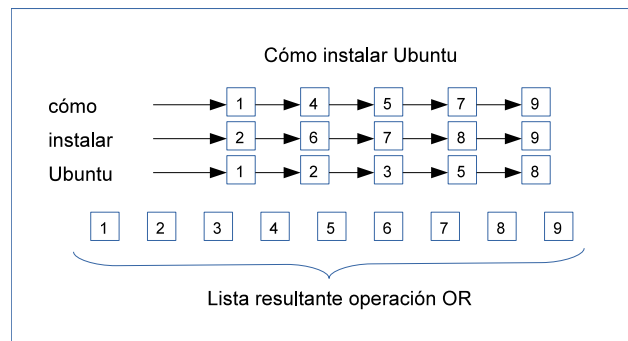 Cómo instalar Ubuntu
cómo 1 4 5 7 9
instalar 2 6 7 8 9
Ubuntu 1 2 3 5 8
1 2 3 4 5 6 7 8 9
Lista resultante operación OR